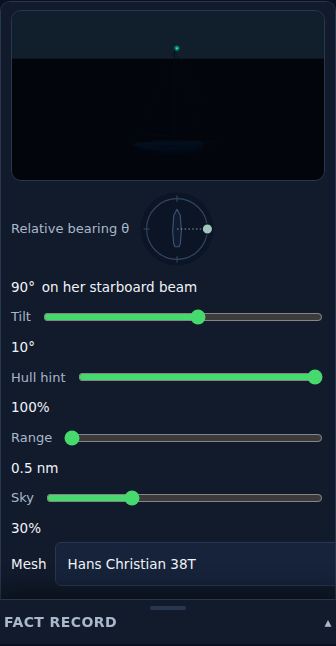 Relative bearing θ
90° on her starboard beam
Tilt
10°
Hull hint
100%
Range
0.5 nm
Sky
30%
Mesh Hans Christian 38T
FACT RECORD ▲